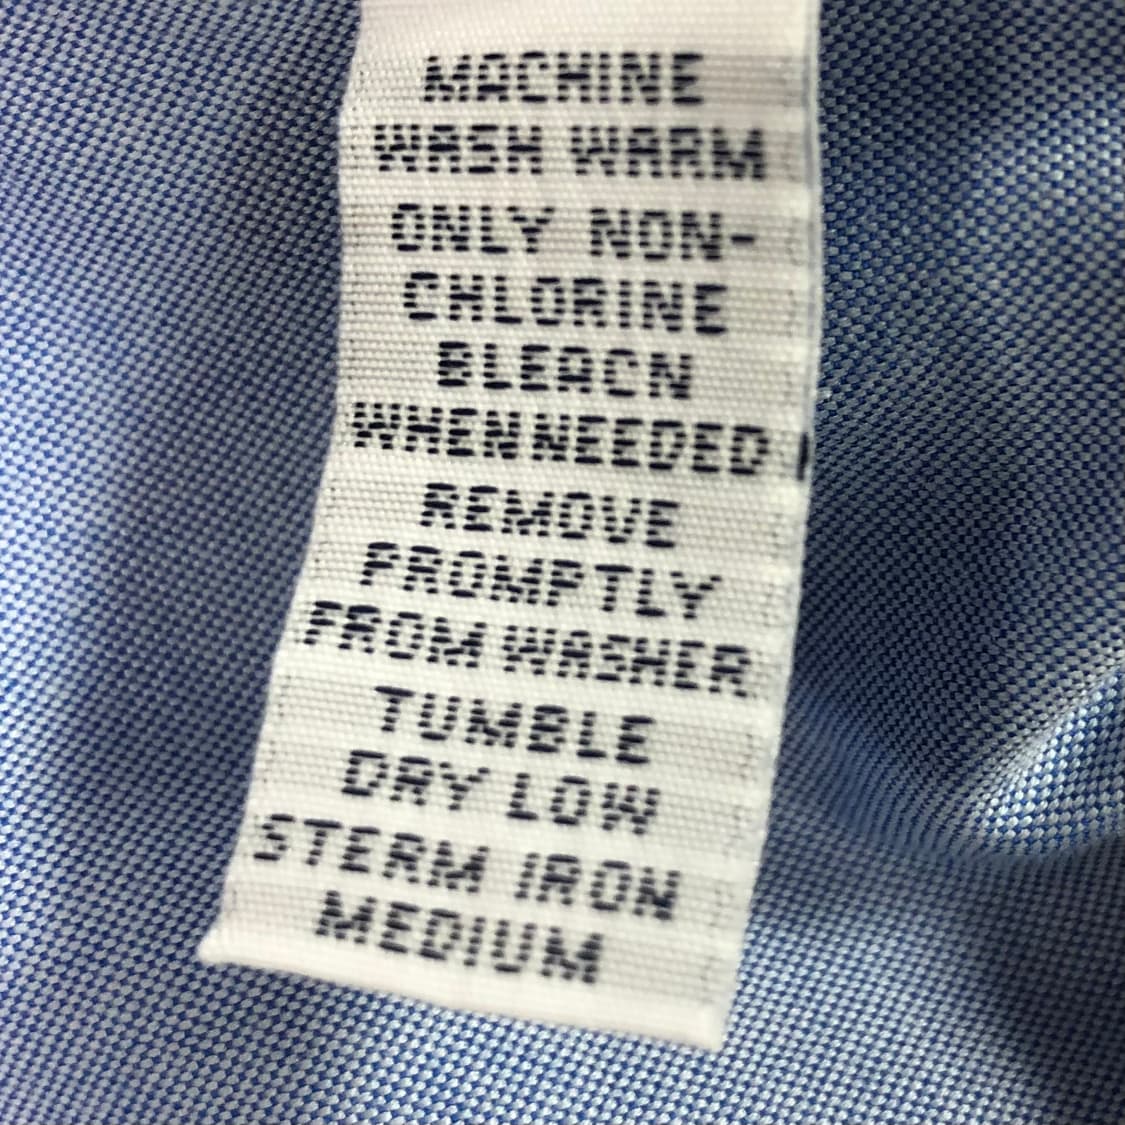 MACHINE
WASH WARM
ONLY NON-
CHLORINE
BLEACN
WHEN NEEDED
REMOVE
PROMPTLY
FROM WASHER
TUMBLE
DRY LOW
STERM IRON
MEDIUM